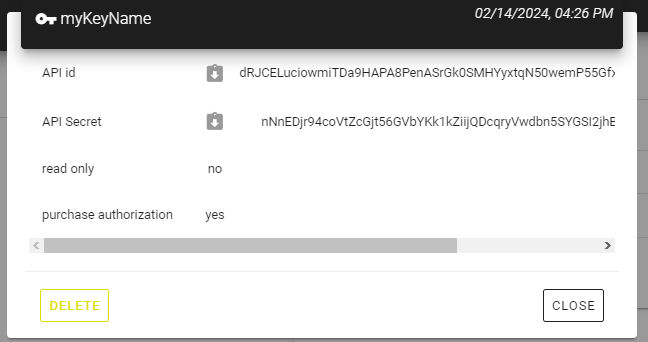 myKeyName
02/14/2024, 04:26 PM
API id
dRJCELuciowmiTDa9HAPA8PenASrGk0SMHYyxtqN50wemP55Gfx
API Secret
nNnEDjr94coVtZcGjt56GVbYKk1kZiijQDcqryVwdbn5SYGSI2jhE
read only no
purchase authorization yes
DELETE
CLOSE